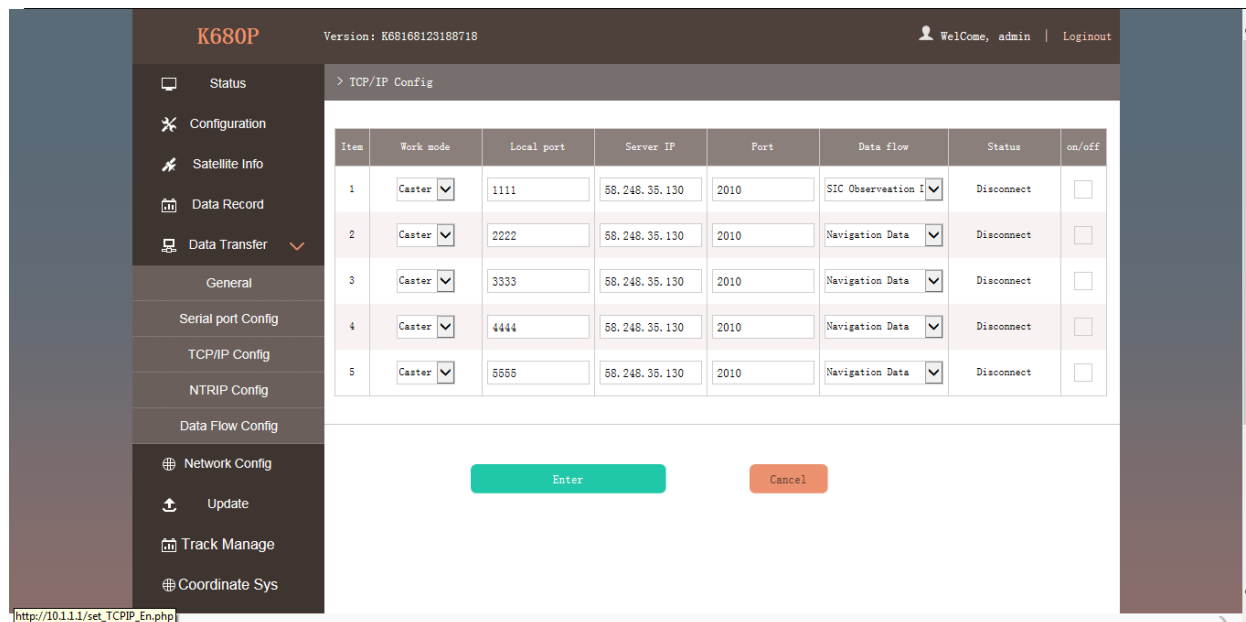 K680P
Version: K68168123188718
WelCome, admin | Loginout
Status
Configuration
Satellite Info
Data Record
Data Transfer
General
Serial port Config
TCP/IP Config
NTRIP Config
Data Flow Config
Network Config
Update
Track Manage
Coordinate Sys
> TCP/IP Config
Item Work mode Local port Server IP Port Data flow Status on/off
1 Caster 1111 58.248.35.130 2010 SIC Observeation D Disconnect
2 Caster 2222 58.248.35.130 2010 Navigation Data Disconnect
3 Caster 3333 58.248.35.130 2010 Navigation Data Disconnect
4 Caster 4444 58.248.35.130 2010 Navigation Data Disconnect
5 Caster 5555 58.248.35.130 2010 Navigation Data Disconnect
Enter Cancel
http://10.1.1.1/set_TCPIP_En.php